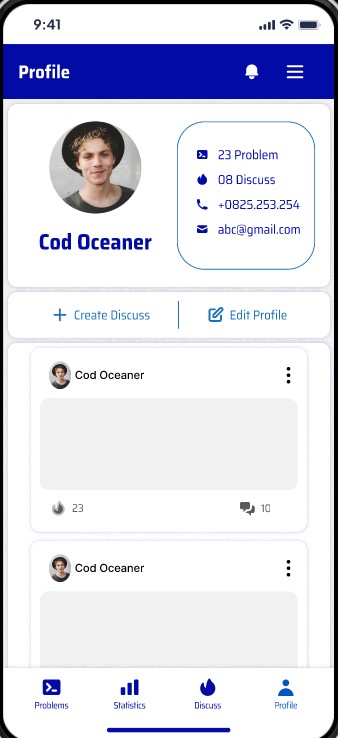 9:41
Profile
23 Problem
08 Discuss
+0825.253.254
abc@gmail.com
Cod Oceaner
Create Discuss
Edit Profile
Cod Oceaner
23
10
Cod Oceaner
Problems
Statistics
Discuss
Profile